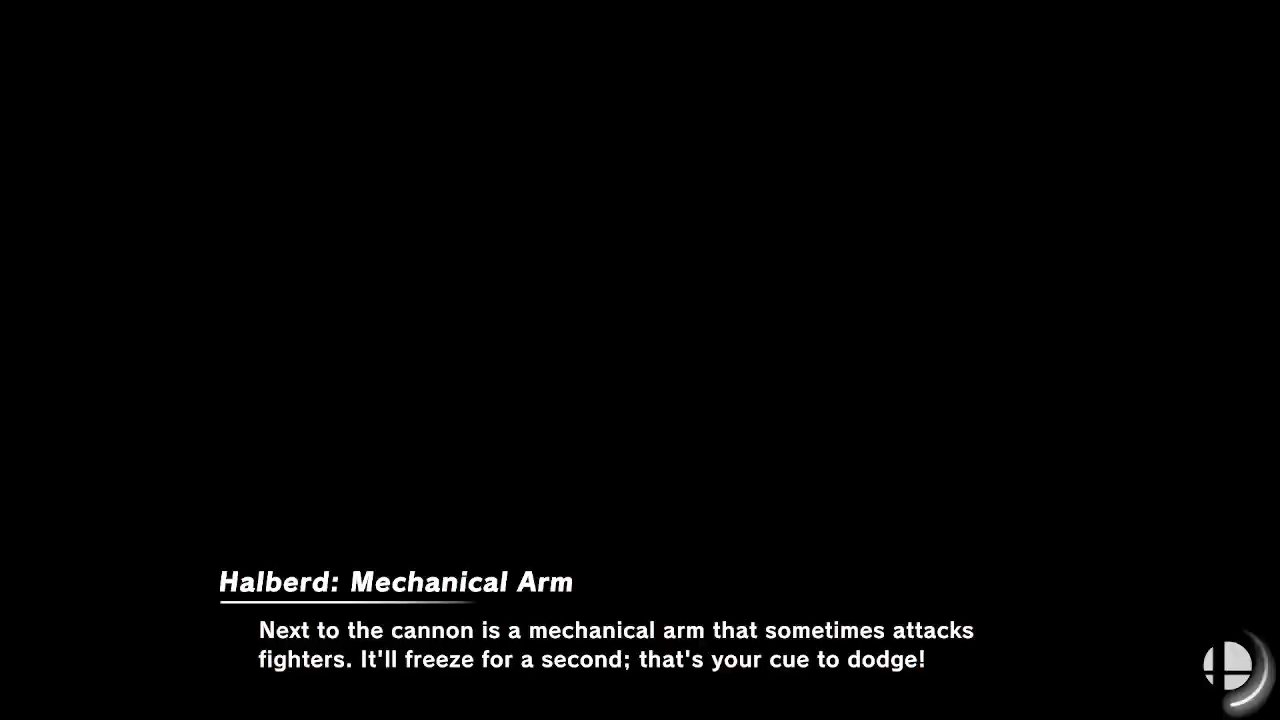 Halberd: Mechanical Arm
Next to the cannon is a mechanical arm that sometimes attacks
fighters. It'll freeze for a second; that's your cue to dodge!